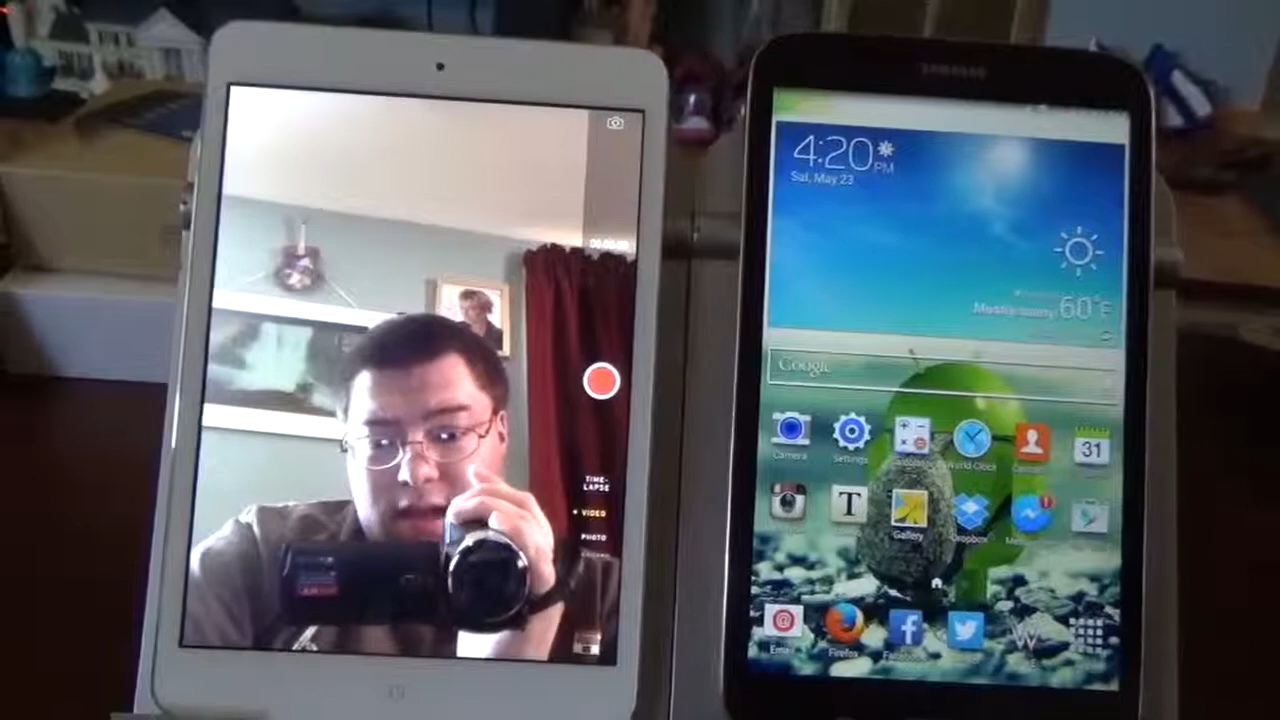 SAMSUNG
4:20 PM
Sat, May 23
60°F
Google
TIME-LAPSE
VIDEO
PHOTO
Camera
Settings
World Clock
31
T
Gallery
Dropbox
1
Email
Firefox
Facebook
W